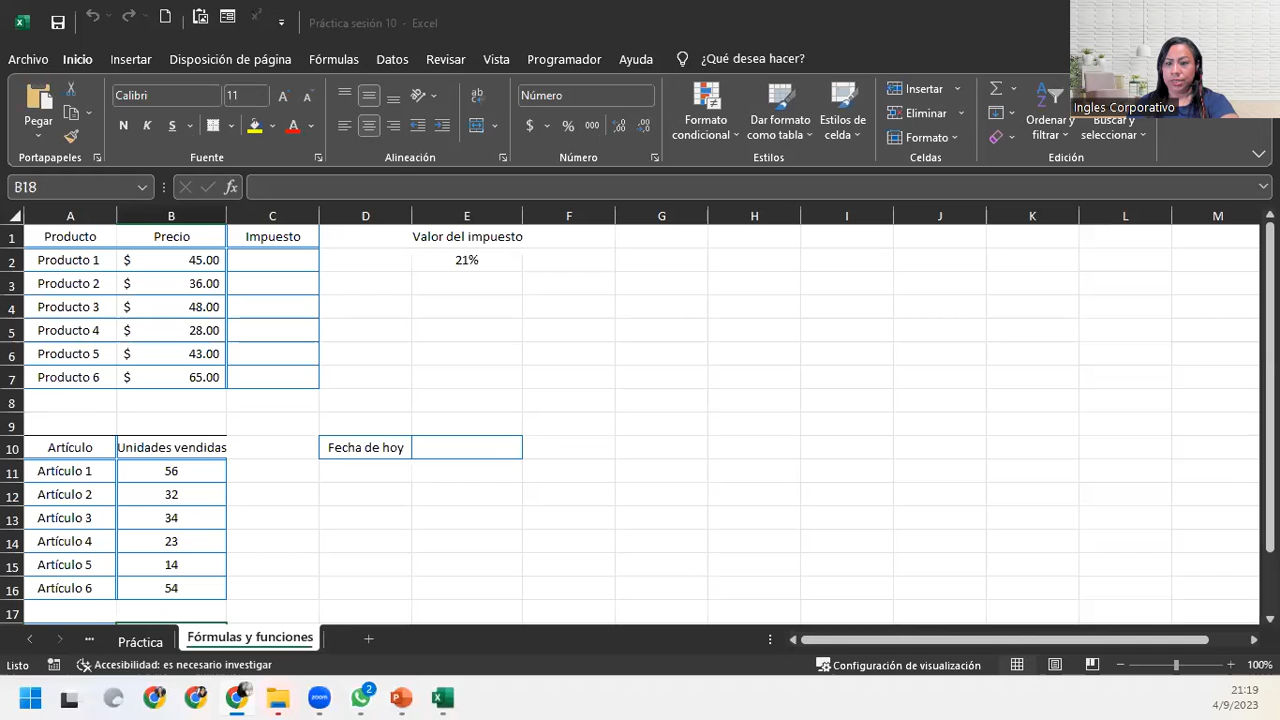 Práctica sesión 10 - Excel
Archivo Inicio Insertar Disposición de página Fórmulas Datos Ayuda ¿Qué desea hacer?
Ingles Corporativo
Pegar
Calibri 11
N K S
Número
$ % 000
Formato condicional
Dar formato como tabla
Estilos de celda
Insertar
Eliminar
Formato
Ordenar y filtrar
Buscar y seleccionar
Portapapeles Fuente Alineación Número Estilos Celdas Edición
B18 fx
A B C D E F G H I J K L M
1 Producto Precio Impuesto Valor del impuesto
2 Producto 1 $ 45.00 21%
3 Producto 2 $ 36.00
4 Producto 3 $ 48.00
5 Producto 4 $ 28.00
6 Producto 5 $ 43.00
7 Producto 6 $ 65.00
8
9
10 Artículo Unidades vendidas Fecha de hoy
11 Artículo 1 56
12 Artículo 2 32
13 Artículo 3 34
14 Artículo 4 23
15 Artículo 5 14
16 Artículo 6 54
17
Práctica Fórmulas y funciones
Listo Accesibilidad: es necesario investigar Configuración de visualización 100%
zoom 2
21:19
4/9/2023